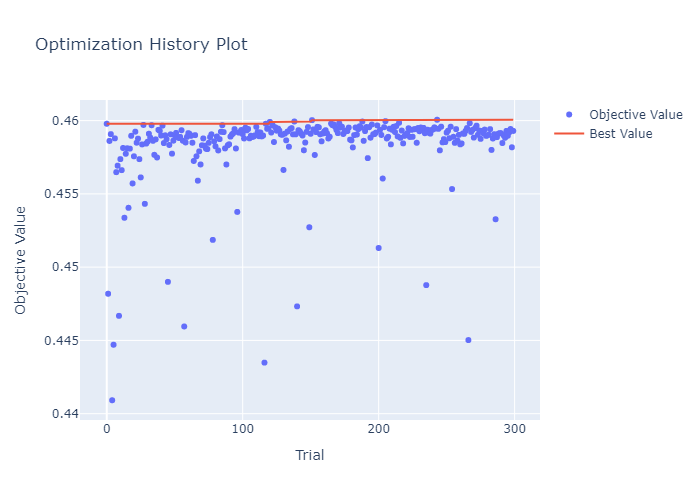 Optimization History Plot
Objective Value
Best Value
0.46
0.455
0.45
0.445
0.44
Objective Value
0
100
200
300
Trial